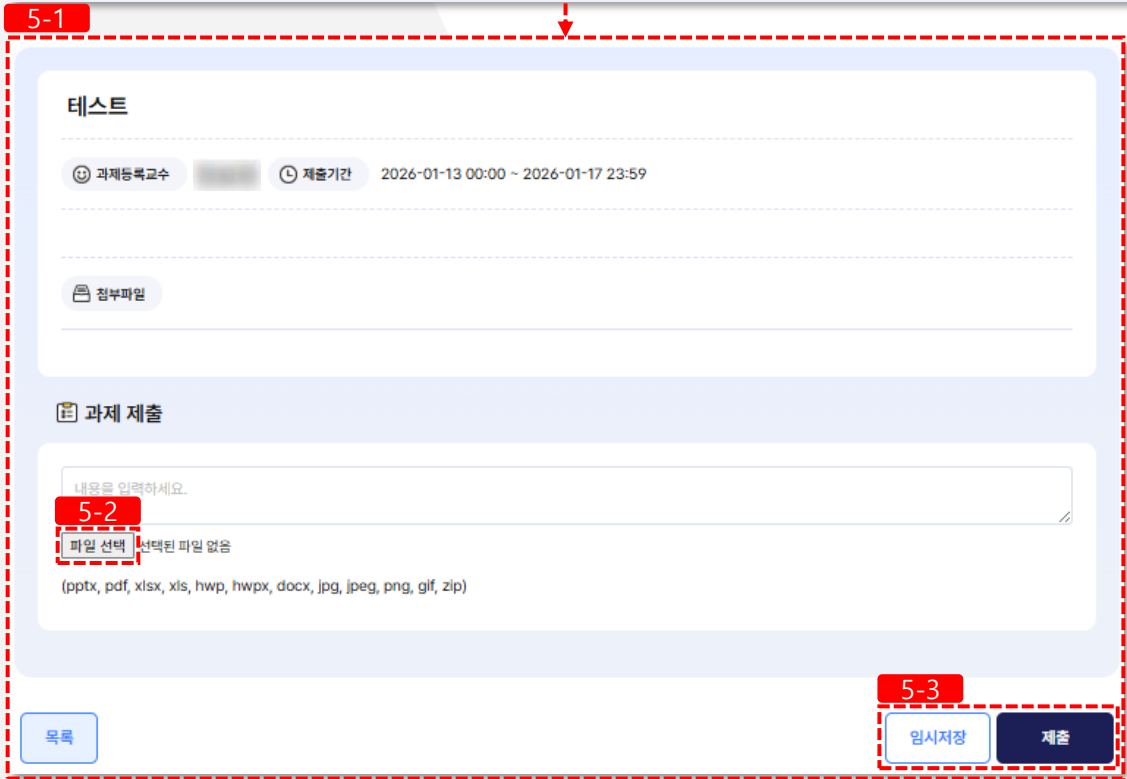 5-1
테스트
과제등록교수 제출기간 2026-01-13 00:00 ~ 2026-01-17 23:59
첨부파일
과제 제출
내용을 입력하세요.
5-2
파일 선택 선택된 파일 없음
(pptx, pdf, xlsx, xls, hwp, hwpx, docx, jpg, jpeg, png, gif, zip)
5-3
목록 임시저장 제출